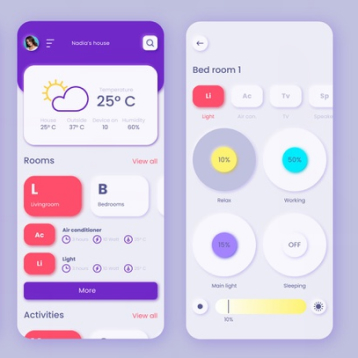 Nadia's house
Temperature
25° C
House Outside Device on Humidity
25° C 37° C 10 60%
Rooms View all
L
Livingroom
B
Bedrooms
Ac
Air conditioner
Li
Light
More
Activities View all
Bed room 1
Li Ac Tv Sp
Light Air con Tv Speaker
10%
Relax
50%
Working
15%
Main light
OFF
Sleeping
10%